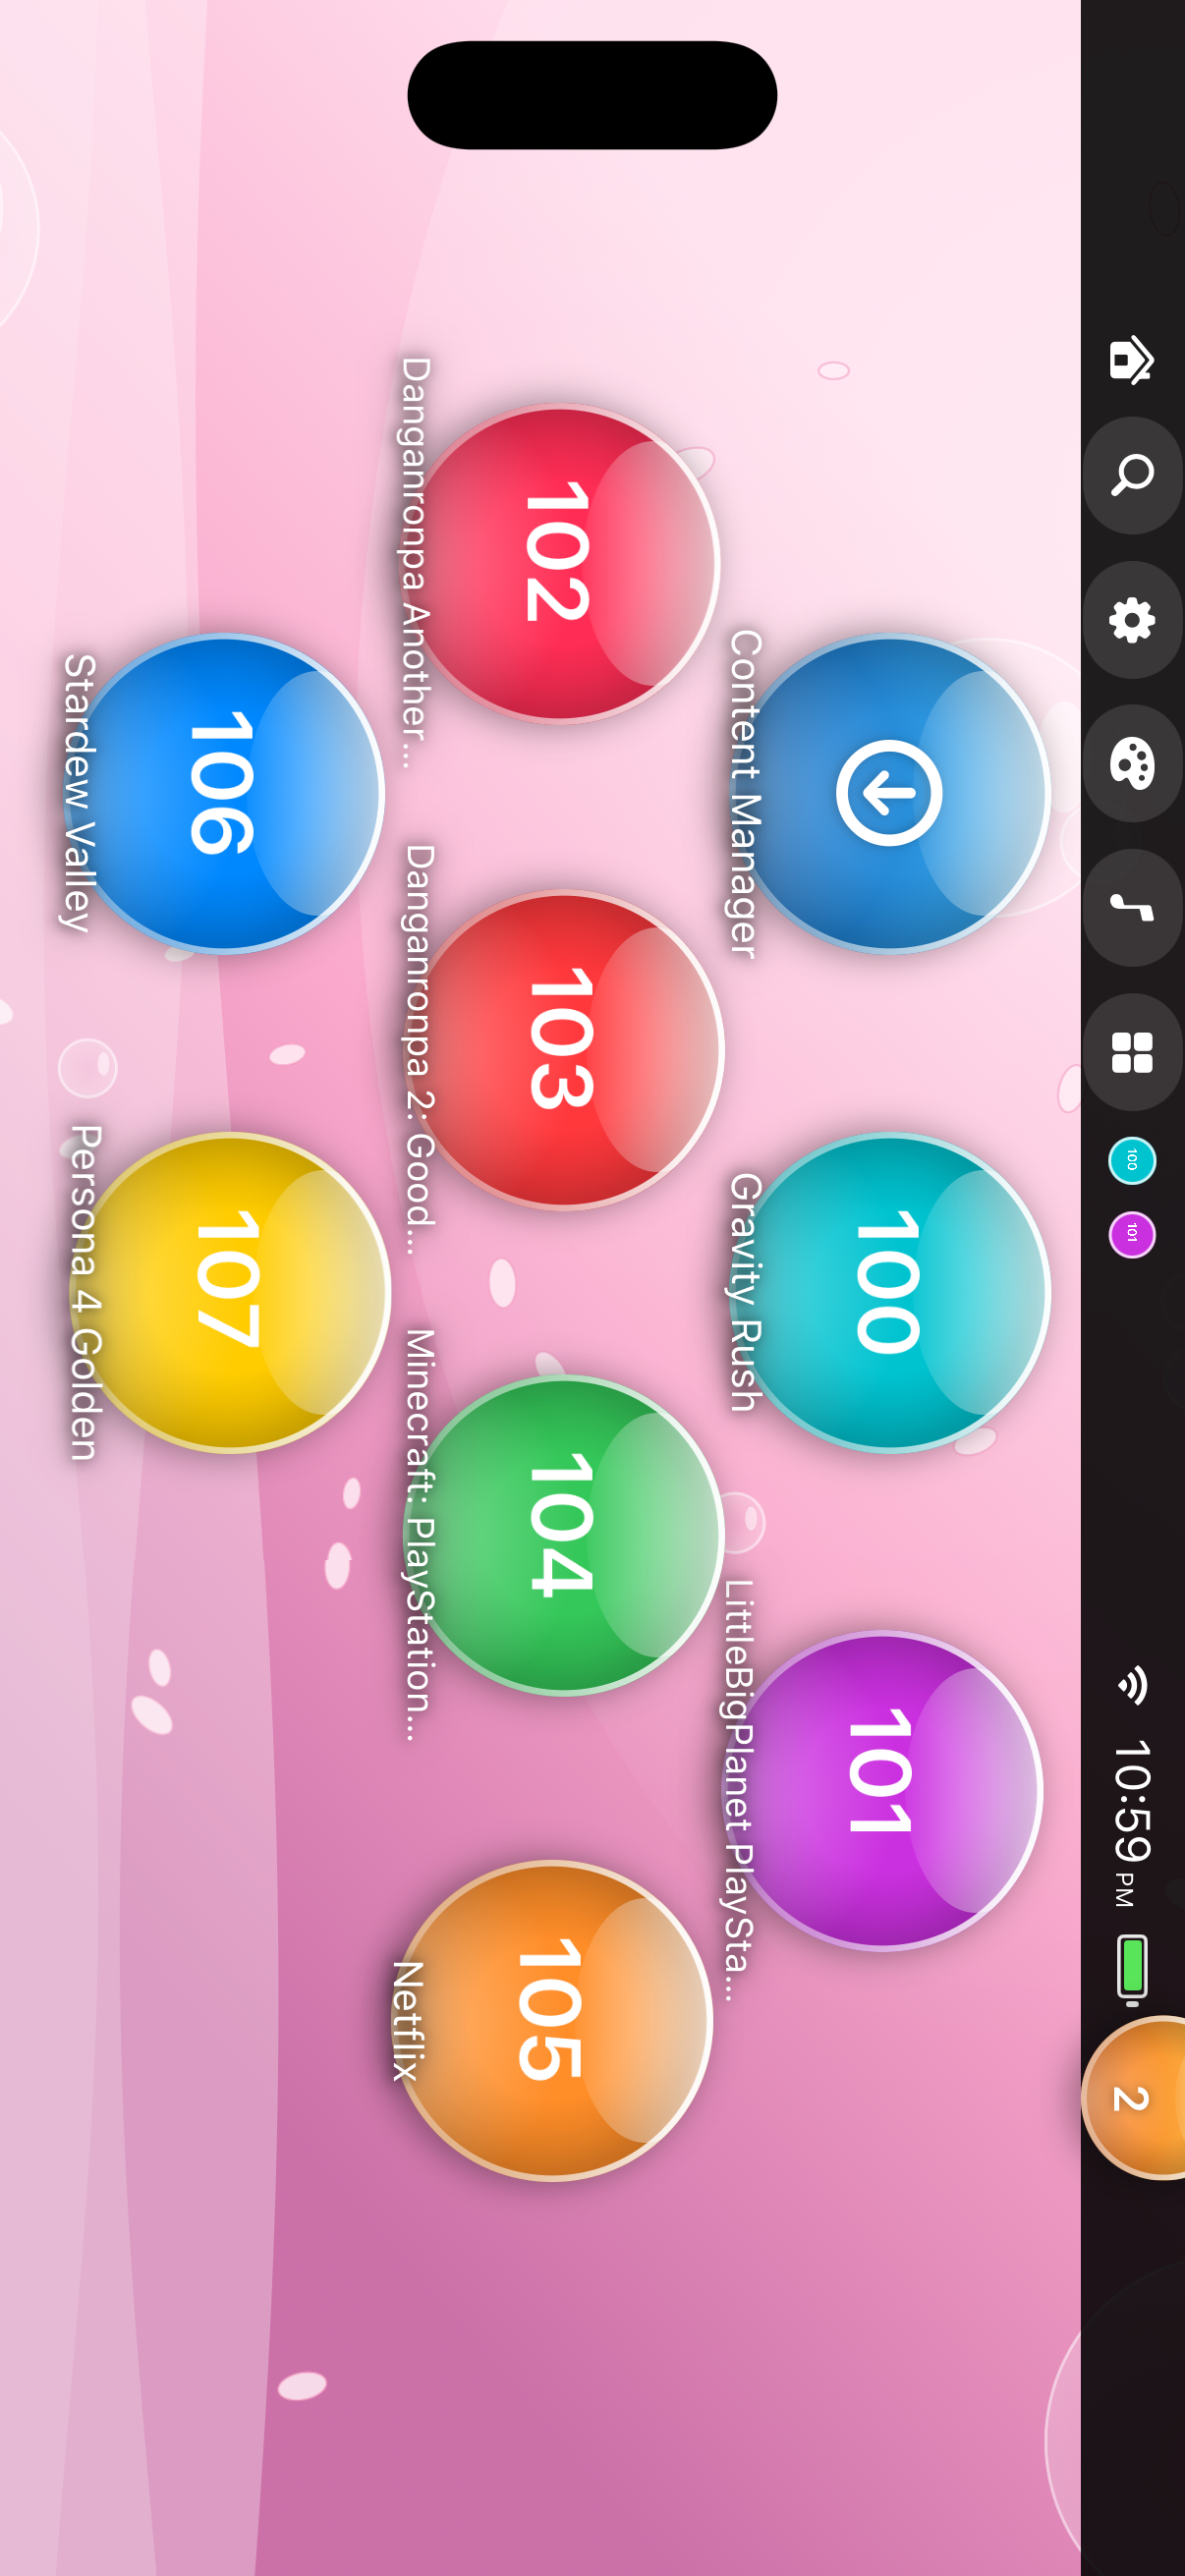 100
101
10:59 PM
2
Content Manager
100
Gravity Rush
101
LittleBigPlanet PlaySta...
102
Danganronpa Another...
103
Danganronpa 2: Good...
104
Minecraft: PlayStation...
105
Netflix
106
Stardew Valley
107
Persona 4 Golden